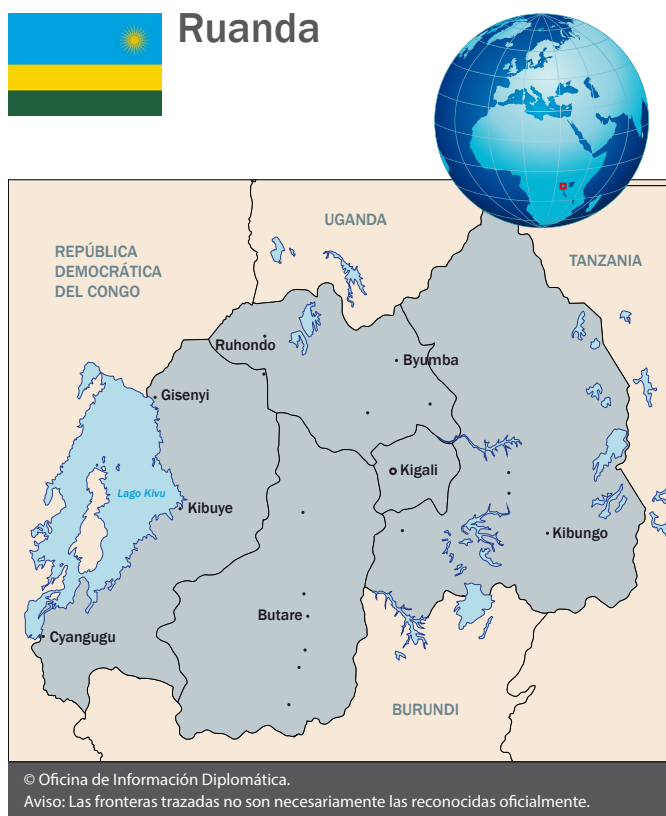 Ruanda
UGANDA
REPÚBLICA
DEMOCRÁTICA
DEL CONGO
TANZANIA
Ruhondo
Byumba
Gisenyi
Kigali
Lago Kivu
Kibuye
Kibungo
Butare
Cyangugu
BURUNDI
© Oficina de Información Diplomática.
Aviso: Las fronteras trazadas no son necesariamente las reconocidas oficialmente.